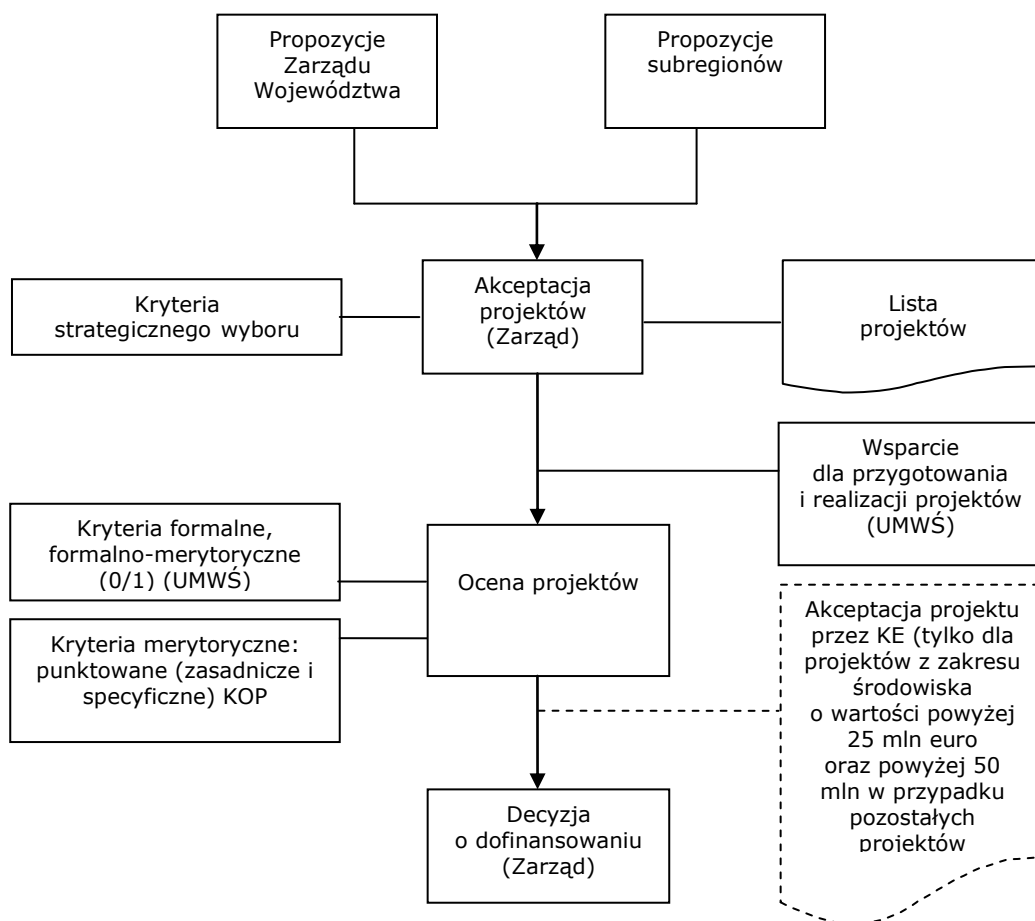 Propozycje
Zarządu
Województwa
Propozycje
subregionów
Kryteria
strategicznego wyboru
Akceptacja
projektów
(Zarząd)
Lista
projektów
Wsparcie
dla przygotowania
i realizacji projektów
(UMWŚ)
Kryteria formalne,
formalno-merytoryczne
(0/1) (UMWŚ)
Ocena projektów
Kryteria merytoryczne:
punktowane (zasadnicze i
specyficzne) KOP
Akceptacja projektu
przez KE (tylko dla
projektów z zakresu
środowiska
o wartości powyżej
25 mln euro
oraz powyżej 50
mln w przypadku
pozostałych
projektów
Decyzja
o dofinansowaniu
(Zarząd)